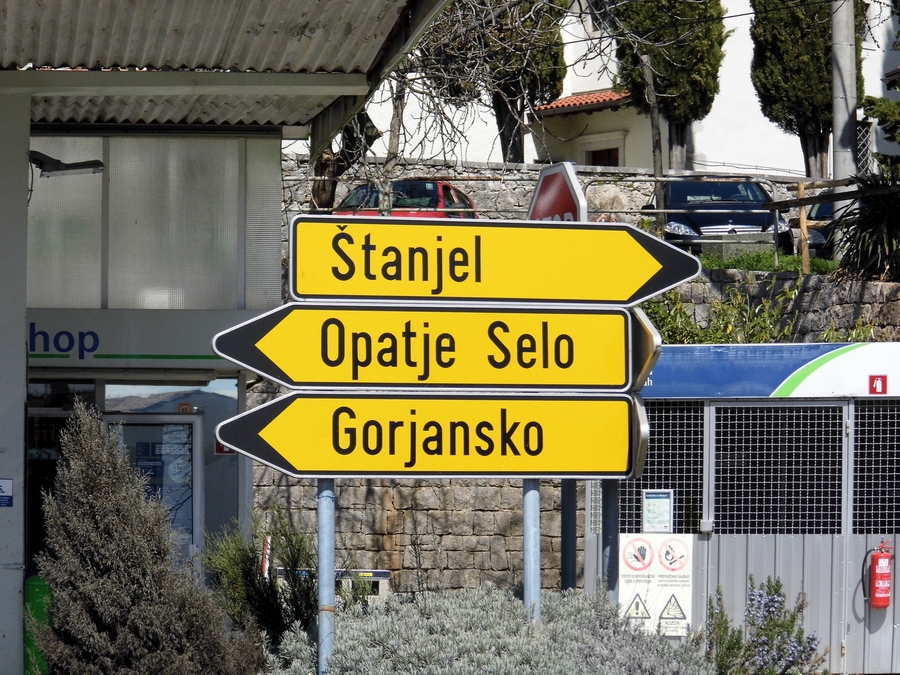 Štanjel
Opatje Selo
Gorjansko
hop